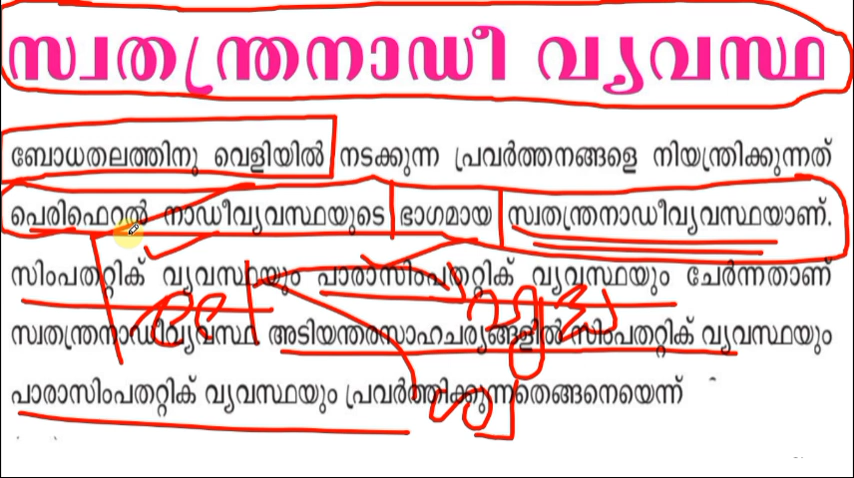 സ്വതന്ത്രനാഡീ വ്യവസ്ഥ
ബോധതലത്തിനു വെളിയിൽ നടക്കുന്ന പ്രവർത്തനങ്ങളെ നിയന്ത്രിക്കുന്നത്
പെരിഫെറൽ നാഡീവ്യവസ്ഥയുടെ ഭാഗമായ സ്വതന്ത്രനാഡീവ്യവസ്ഥയാണ്.
സിംപതറ്റിക് വ്യവസ്ഥയും പാരാസിംപതറ്റിക് വ്യവസ്ഥയും ചേർന്നതാണ്
സ്വതന്ത്രനാഡീവ്യവസ്ഥ. അടിയന്തരസാഹചര്യങ്ങളിൽ സിംപതറ്റിക് വ്യവസ്ഥയും
പാരാസിംപതറ്റിക് വ്യവസ്ഥയും പ്രവർത്തിക്കുന്നതെങ്ങനെയെന്ന്